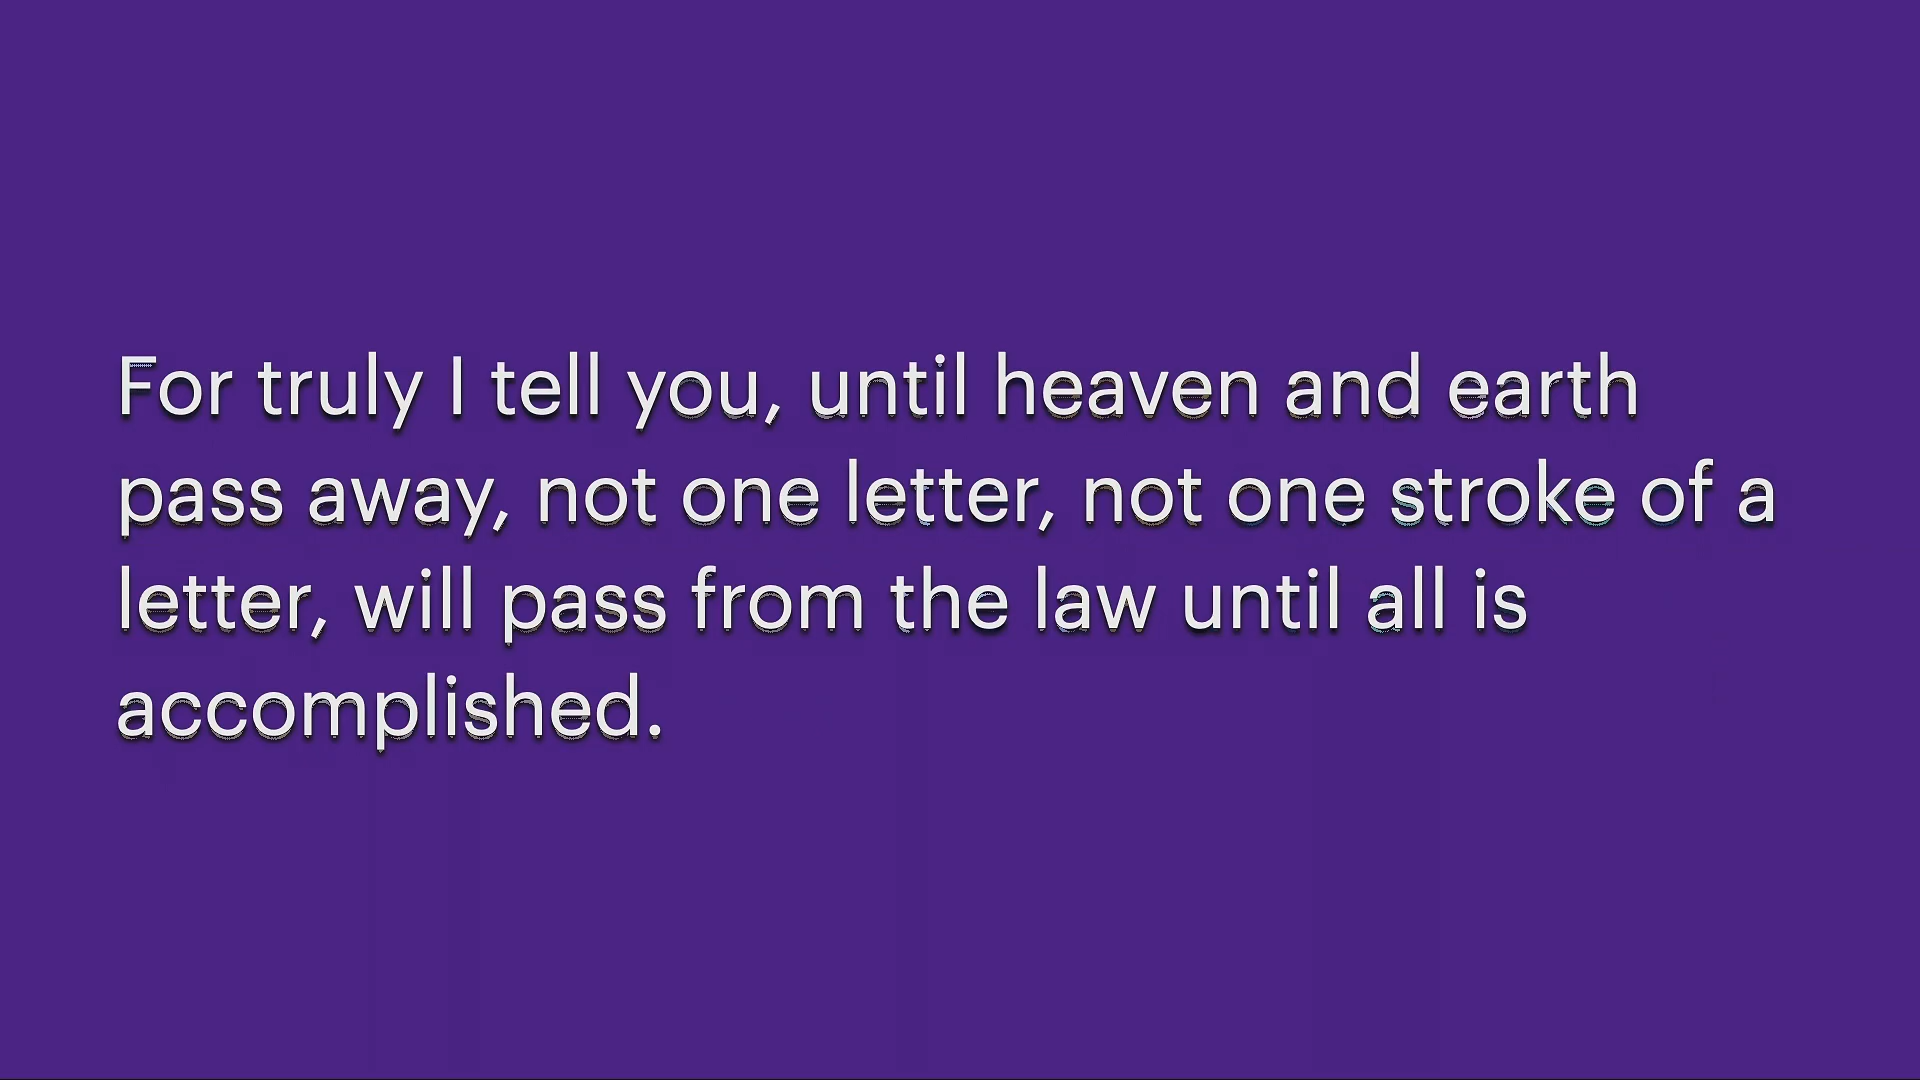 For truly I tell you, until heaven and earth
pass away, not one letter, not one stroke of a
letter, will pass from the law until all is
accomplished.